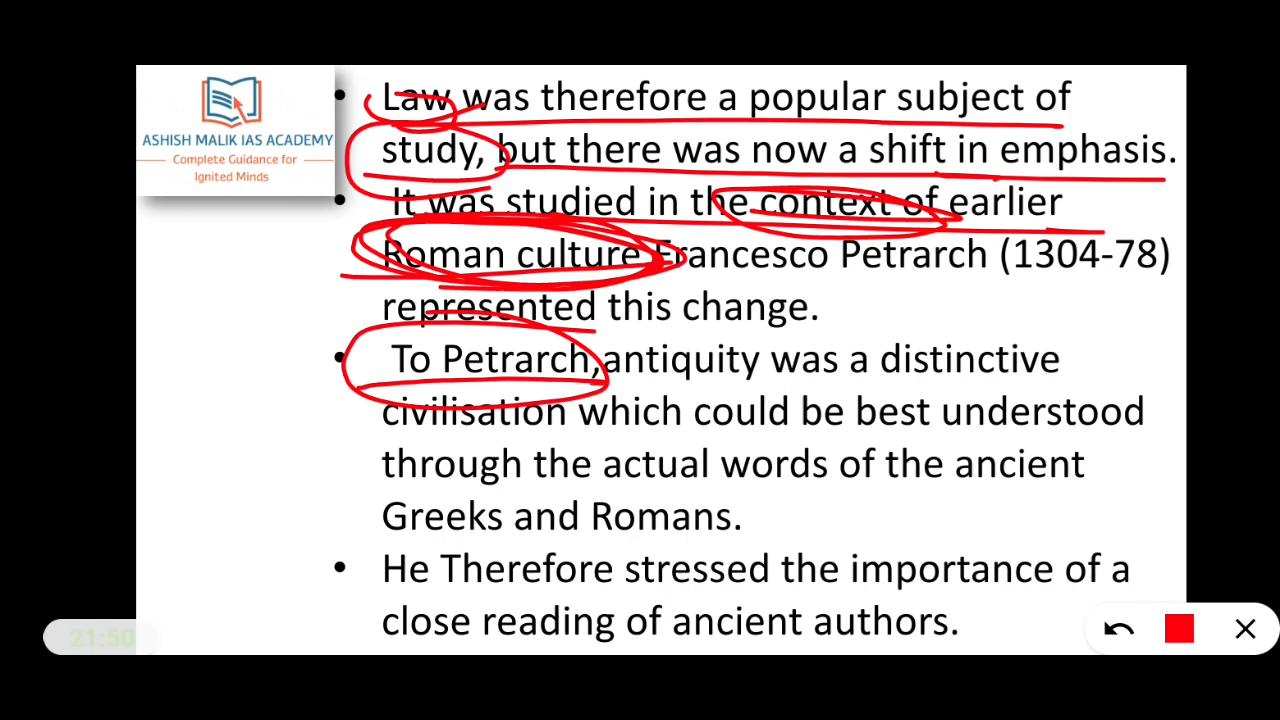 ASHISH MALIK IAS ACADEMY
Complete Guidance for
Ignited Minds
• Law was therefore a popular subject of
study, but there was now a shift in emphasis.
• It was studied in the context of earlier
Roman culture Francesco Petrarch (1304-78)
represented this change.
• To Petrarch,antiquity was a distinctive
civilisation which could be best understood
through the actual words of the ancient
Greeks and Romans.
• He Therefore stressed the importance of a
close reading of ancient authors.
21:50